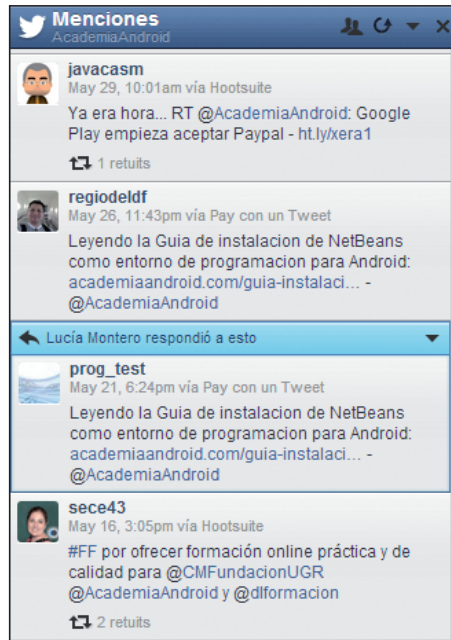 Menciones
AcademiaAndroid
javacasm
May 29, 10:01am vía Hootsuite
Ya era hora... RT @AcademiaAndroid: Google
Play empieza aceptar Paypal - ht.ly/xera1
1 retuits
regiodeldf
May 26, 11:43pm vía Pay con un Tweet
Leyendo la Guia de instalacion de NetBeans
como entorno de programacion para Android:
academiaandroid.com/guia-instalaci... -
@AcademiaAndroid
Lucía Montero respondió a esto
prog_test
May 21, 6:24pm vía Pay con un Tweet
Leyendo la Guia de instalacion de NetBeans
como entorno de programacion para Android:
academiaandroid.com/guia-instalaci... -
@AcademiaAndroid
sece43
May 16, 3:05pm vía Hootsuite
#FF por ofrecer formación online práctica y de
calidad para @CMFundacionUGR
@AcademiaAndroid y @dlformacion
2 retuits